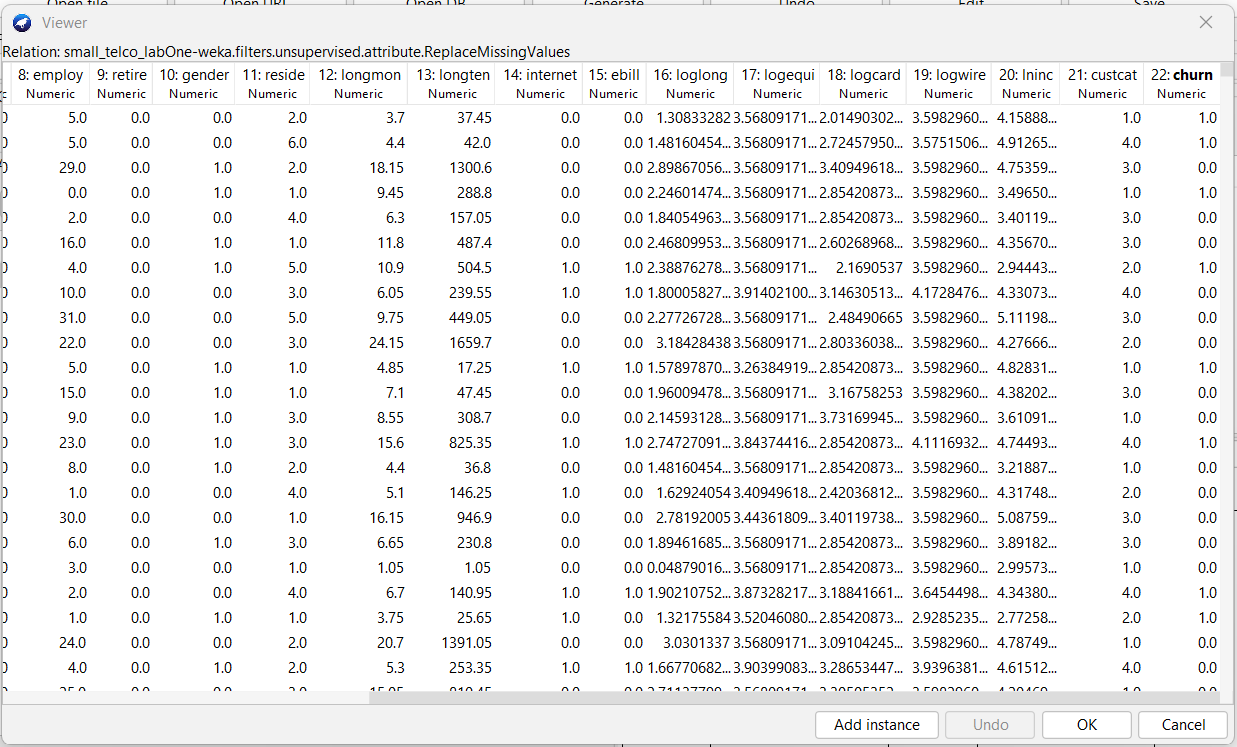 Open file... Open URL... Open DB... Generate... Undo Edit... Save...
Viewer
Relation: small_telco_labOne-weka.filters.unsupervised.attribute.ReplaceMissingValues
8: employ 9: retire 10: gender 11: reside 12: longmon 13: longten 14: internet 15: ebill 16: loglong 17: logequi 18: logcard 19: logwire 20: lninc 21: custcat 22: churn
Numeric Numeric Numeric Numeric Numeric Numeric Numeric Numeric Numeric Numeric Numeric Numeric Numeric Numeric Numeric
5.0 0.0 0.0 2.0 3.7 37.45 0.0 0.0 1.30833282 3.56809171... 2.01490302... 3.5982960... 4.15888... 1.0 1.0
5.0 0.0 0.0 6.0 4.4 42.0 0.0 0.0 1.48160454... 3.56809171... 2.72457950... 3.5751506... 4.91265... 4.0 1.0
29.0 0.0 1.0 2.0 18.15 1300.6 0.0 0.0 2.89867056... 3.56809171... 3.40949618... 3.5982960... 4.75359... 3.0 0.0
0.0 0.0 1.0 1.0 9.45 288.8 0.0 0.0 2.24601474... 3.56809171... 2.85420873... 3.5982960... 3.49650... 1.0 1.0
2.0 0.0 0.0 4.0 6.3 157.05 0.0 0.0 1.84054963... 3.56809171... 2.85420873... 3.5982960... 3.40119... 3.0 0.0
16.0 0.0 1.0 1.0 11.8 487.4 0.0 0.0 2.46809953... 3.56809171... 2.60268968... 3.5982960... 4.35670... 3.0 0.0
4.0 0.0 1.0 5.0 10.9 504.5 1.0 1.0 2.38876278... 3.56809171... 2.1690537 3.5982960... 2.94443... 2.0 1.0
10.0 0.0 0.0 3.0 6.05 239.55 1.0 1.0 1.80005827... 3.91402100... 3.14630513... 4.1728476... 4.33073... 4.0 0.0
31.0 0.0 0.0 5.0 9.75 449.05 0.0 0.0 2.27726728... 3.56809171... 2.48490665 3.5982960... 5.11198... 3.0 0.0
22.0 0.0 0.0 3.0 24.15 1659.7 0.0 0.0 3.18428438 3.56809171... 2.80336038... 3.5982960... 4.27666... 2.0 0.0
5.0 0.0 1.0 1.0 4.85 17.25 1.0 1.0 1.57897870... 3.26384919... 2.85420873... 3.5982960... 4.82831... 1.0 1.0
15.0 0.0 0.0 1.0 7.1 47.45 0.0 0.0 1.96009478... 3.56809171... 3.16758253 3.5982960... 4.38202... 3.0 0.0
9.0 0.0 1.0 3.0 8.55 308.7 0.0 0.0 2.14593128... 3.56809171... 3.73169945... 3.5982960... 3.61091... 1.0 0.0
23.0 0.0 1.0 3.0 15.6 825.35 1.0 1.0 2.74727091... 3.84374416... 2.85420873... 4.1116932... 4.74493... 4.0 1.0
8.0 0.0 1.0 2.0 4.4 36.8 0.0 0.0 1.48160454... 3.56809171... 2.85420873... 3.5982960... 3.21887... 1.0 0.0
1.0 0.0 0.0 4.0 5.1 146.25 1.0 0.0 1.62924054 3.40949618... 2.42036812... 3.5982960... 4.31748... 2.0 0.0
30.0 0.0 0.0 1.0 16.15 946.9 0.0 0.0 2.78192005 3.44361809... 3.40119738... 3.5982960... 5.08759... 3.0 0.0
6.0 0.0 1.0 3.0 6.65 230.8 0.0 0.0 1.89461685... 3.56809171... 2.85420873... 3.5982960... 3.89182... 3.0 0.0
3.0 0.0 0.0 1.0 1.05 1.05 0.0 0.0 0.04879016... 3.56809171... 2.85420873... 3.5982960... 2.99573... 1.0 0.0
2.0 0.0 0.0 4.0 6.7 140.95 1.0 1.0 1.90210752... 3.87328217... 3.18841661... 3.6454498... 4.34380... 4.0 1.0
1.0 0.0 1.0 1.0 3.75 25.65 1.0 0.0 1.32175584 3.52046080... 2.85420873... 2.9285235... 2.77258... 2.0 1.0
24.0 0.0 0.0 2.0 20.7 1391.05 0.0 0.0 3.0301337 3.56809171... 3.09104245... 3.5982960... 4.78749... 1.0 0.0
4.0 0.0 1.0 2.0 5.3 253.35 1.0 1.0 1.66770682... 3.90399083... 3.28653447... 3.9396381... 4.61512... 4.0 0.0
Add instance Undo OK Cancel